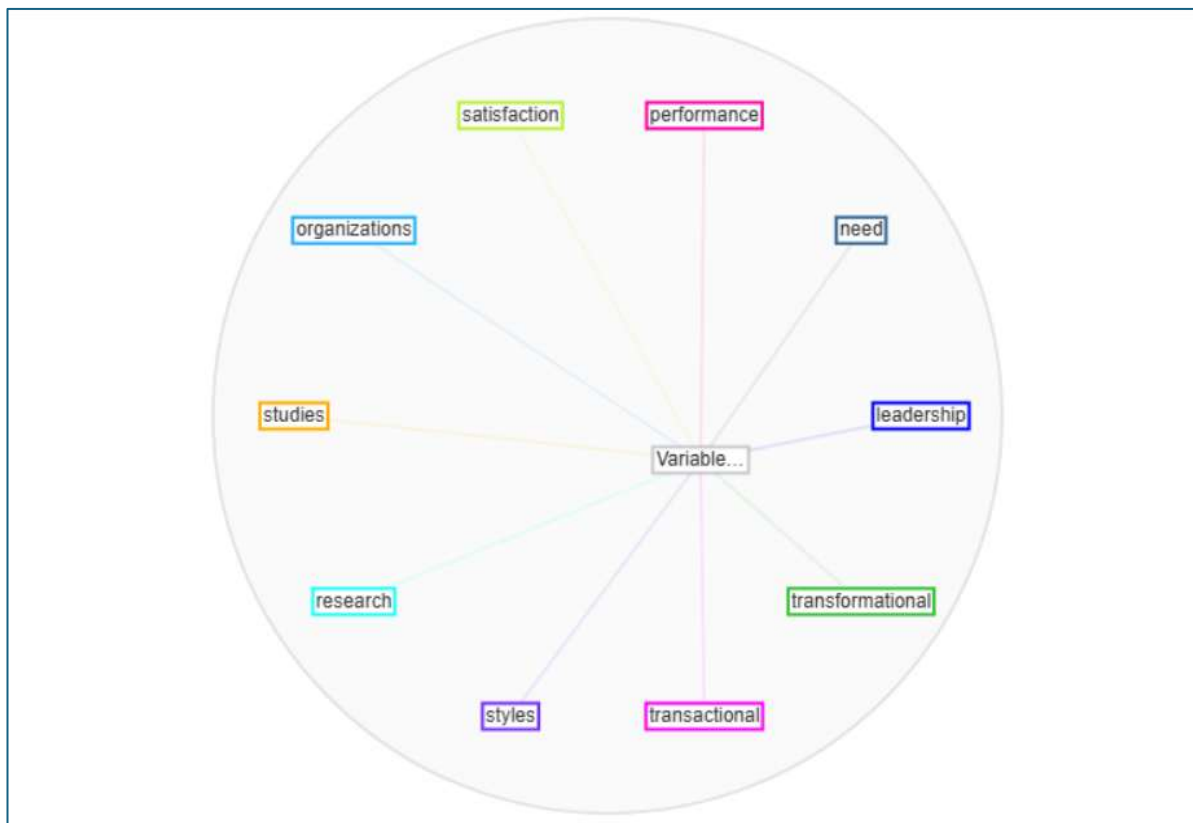 satisfaction performance
organizations need
studies leadership
Variable…
research transformational
styles transactional